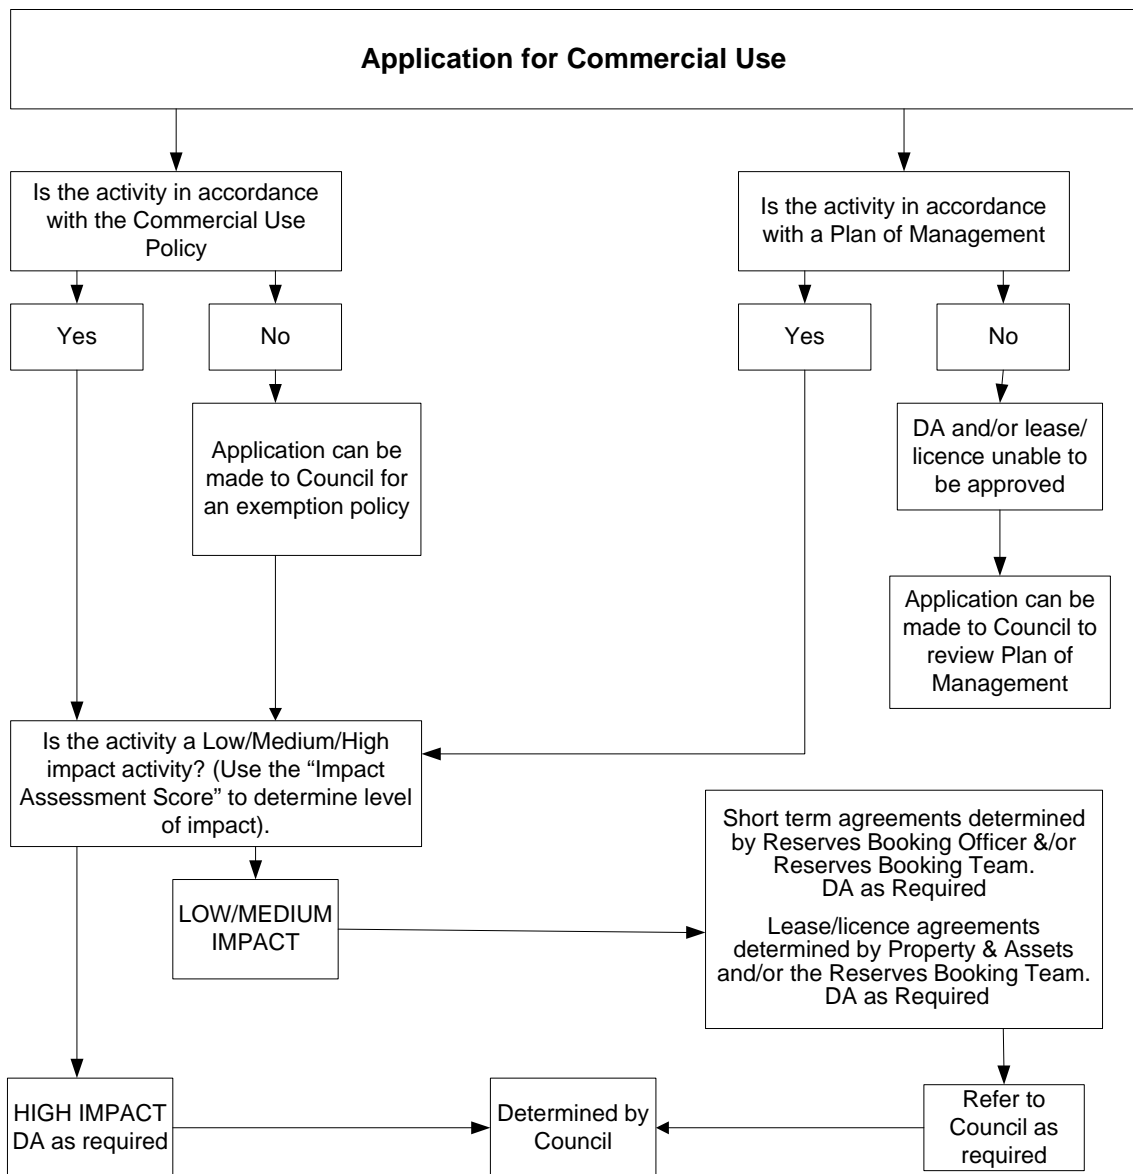 Application for Commercial Use
Is the activity in accordance
with the Commercial Use
Policy
Is the activity in accordance
with a Plan of Management
Yes
No
Yes
No
Application can be
made to Council for
an exemption policy
DA and/or lease/
licence unable to
be approved
Application can be
made to Council to
review Plan of
Management
Is the activity a Low/Medium/High
impact activity? (Use the “Impact
Assessment Score” to determine level
of impact).
Short term agreements determined
by Reserves Booking Officer &/or
Reserves Booking Team.
DA as Required
Lease/licence agreements
determined by Property & Assets
and/or the Reserves Booking Team.
DA as Required
LOW/MEDIUM
IMPACT
HIGH IMPACT
DA as required
Determined by
Council
Refer to
Council as
required